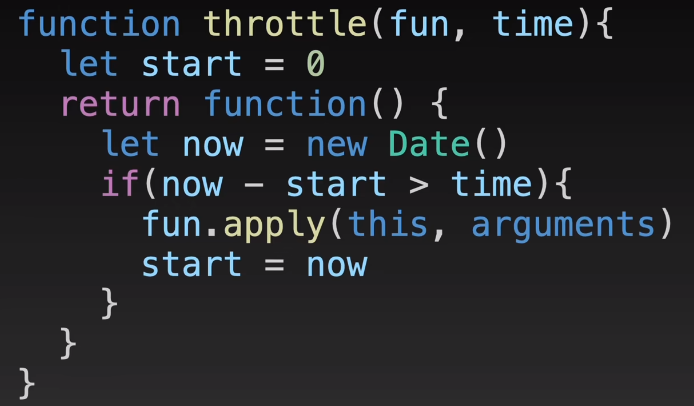 function throttle(fun, time){
  let start = 0
  return function() {
    let now = new Date()
    if(now - start > time){
      fun.apply(this, arguments)
      start = now
    }
  }
}